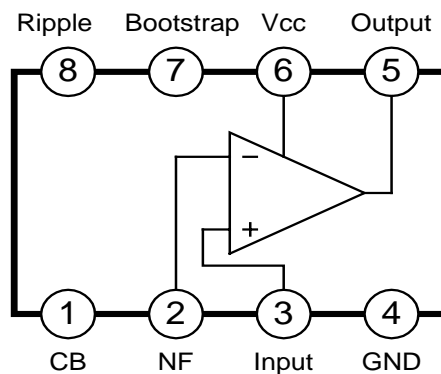 Ripple Bootstrap Vcc Output
8 7 6 5
−
+
1 2 3 4
CB NF Input GND